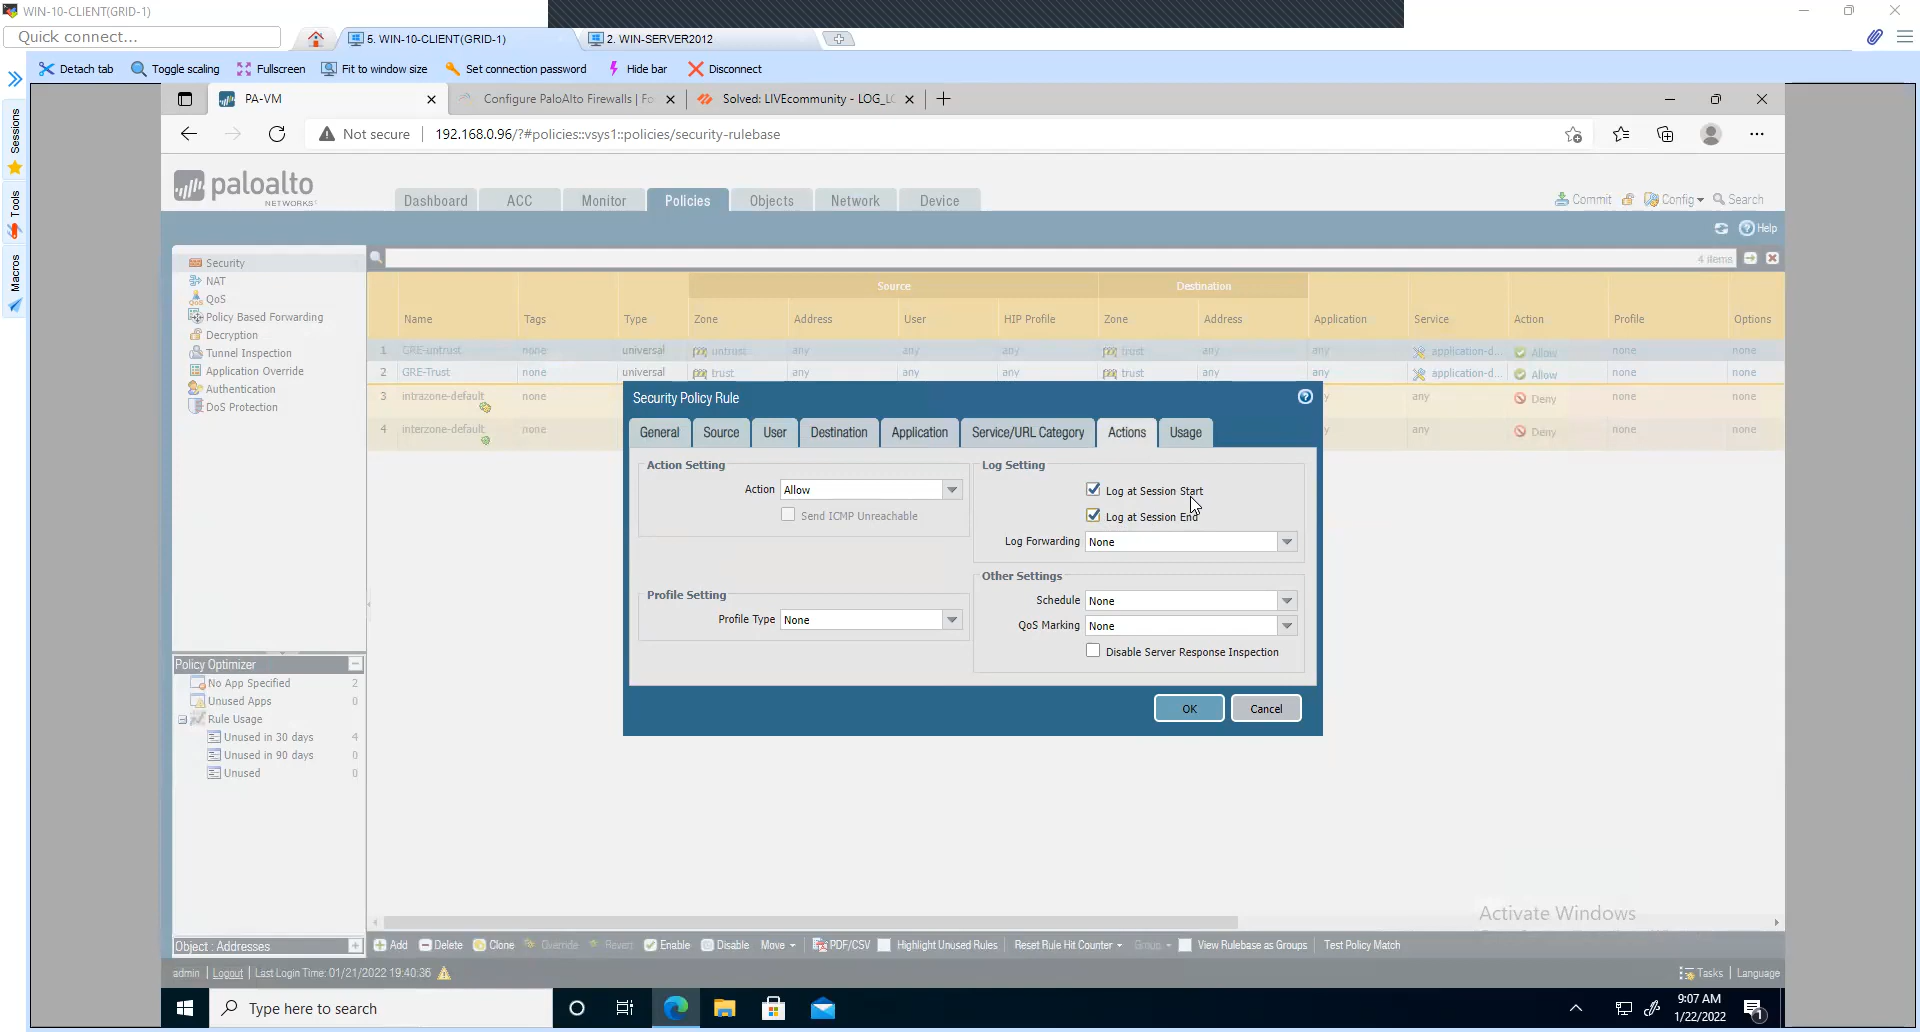 WIN-10-CLIENT(GRID-1)
Quick connect...
5. WIN-10-CLIENT(GRID-1)
2. WIN-SERVER2012
Detach tab
Toggle scaling
Fullscreen
Fit to window size
Set connection password
Hide bar
Disconnect
Sessions
Tools
Macros
PA-VM
Configure PaloAlto Firewalls | Fo
Solved: LIVEcommunity - LOG_LC
Not secure
192.168.0.96/?#policies::vsys1::policies/security-rulebase
paloalto
NETWORKS
Dashboard
ACC
Monitor
Policies
Objects
Network
Device
Commit
Config
Search
Help
Security
NAT
QoS
Policy Based Forwarding
Decryption
Tunnel Inspection
Application Override
Authentication
DoS Protection
4 items
Source
Destination
Name Tags Type Zone Address User HIP Profile Zone Address Application Service Action Profile Options
1 GRE-untrust none universal untrust any any any trust any any application-d... Allow none none
2 GRE-Trust none universal trust any any any trust any any application-d... Allow none none
3 intrazone-default none any Deny none none
4 interzone-default none any Deny none none
Security Policy Rule
General Source User Destination Application Service/URL Category Actions Usage
Action Setting
Action Allow
Send ICMP Unreachable
Profile Setting
Profile Type None
Log Setting
Log at Session Start
Log at Session End
Log Forwarding None
Other Settings
Schedule None
QoS Marking None
Disable Server Response Inspection
OK
Cancel
Policy Optimizer
No App Specified 2
Unused Apps 0
Rule Usage
Unused in 30 days 4
Unused in 90 days 0
Unused 0
Object : Addresses
Activate Windows
Add Delete Clone Override Revert Enable Disable Move PDF/CSV Highlight Unused Rules Reset Rule Hit Counter Group View Rulebase as Groups Test Policy Match
admin | Logout | Last Login Time: 01/21/2022 19:40:36
Tasks | Language
Type here to search
9:07 AM
1/22/2022
1